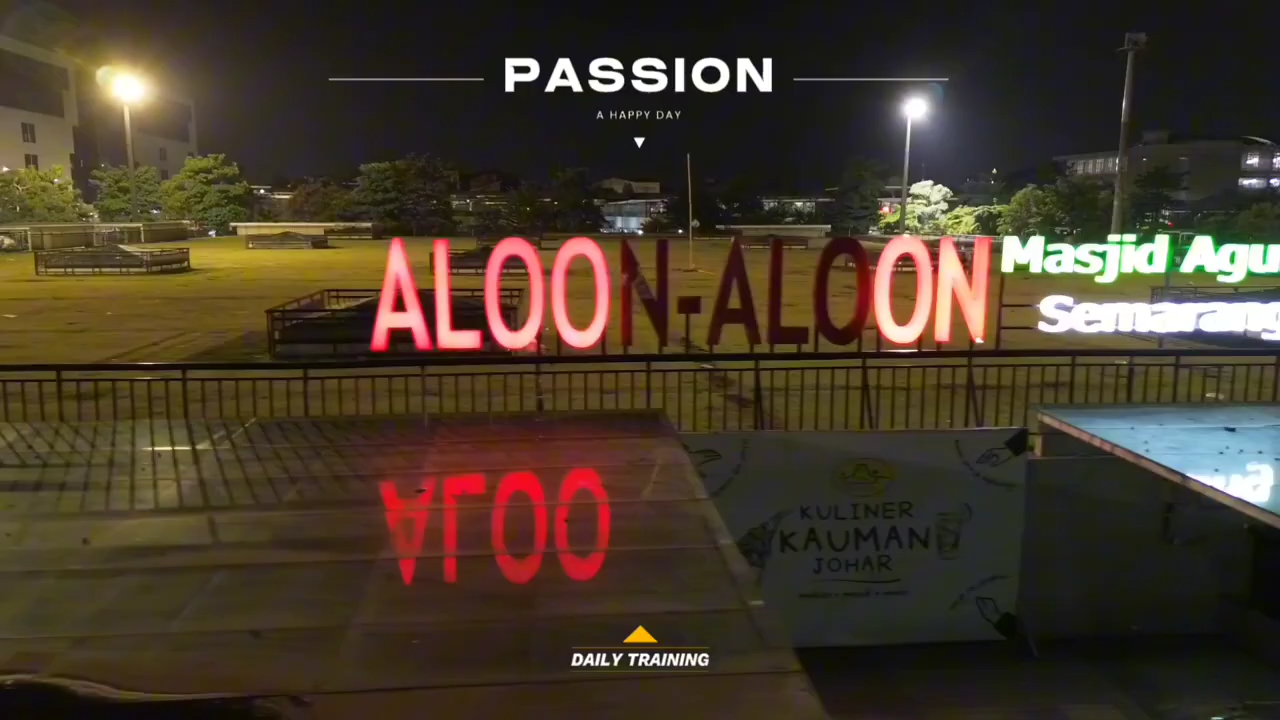 PASSION
A HAPPY DAY
ALOON-ALOON
Masjid Agu
Semarang
ALOO
KULINER
KAUMAN
JOHAR
DAILY TRAINING